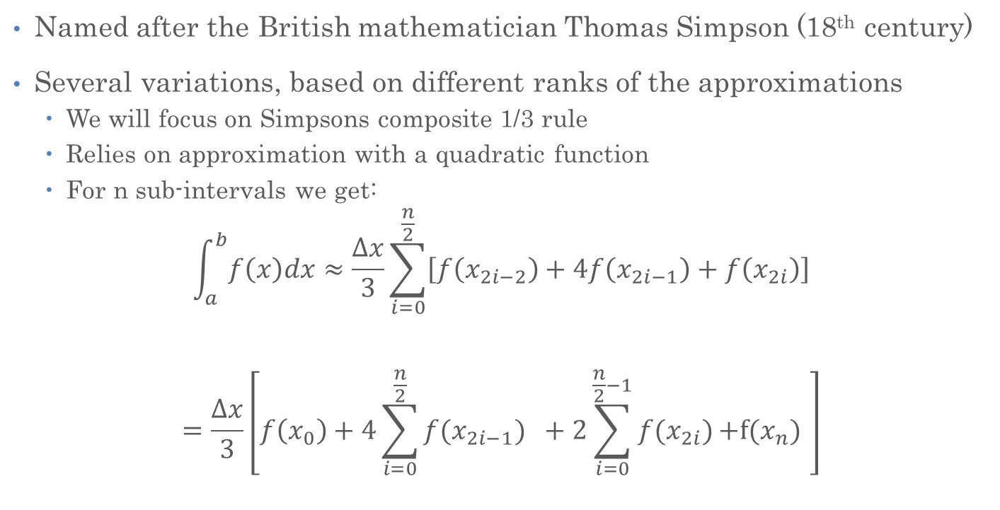 • Named after the British mathematician Thomas Simpson (18th century)
• Several variations, based on different ranks of the approximations
• We will focus on Simpsons composite 1/3 rule
• Relies on approximation with a quadratic function
• For n sub-intervals we get:
$\int_a^b f(x)dx \approx \frac{\Delta x}{3} \sum_{i=0}^{\frac{n}{2}} [f(x_{2i-2}) + 4f(x_{2i-1}) + f(x_{2i})]$
$= \frac{\Delta x}{3} \left[ f(x_0) + 4 \sum_{i=0}^{\frac{n}{2}} f(x_{2i-1}) + 2 \sum_{i=0}^{\frac{n}{2}-1} f(x_{2i}) + \mathrm{f}(x_n) \right]$